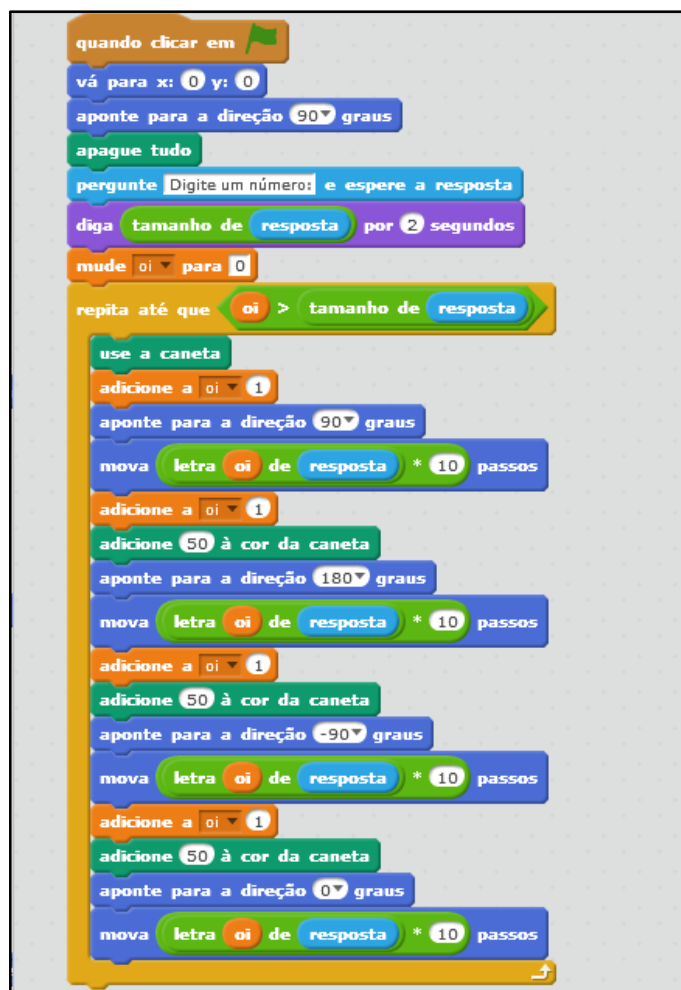 quando clicar em
vá para x: 0 y: 0
aponte para a direção 90 graus
apague tudo
pergunte Digite um número: e espere a resposta
diga tamanho de resposta por 2 segundos
mude oi para 0
repita até que oi > tamanho de resposta
use a caneta
adicione a oi 1
aponte para a direção 90 graus
mova letra oi de resposta * 10 passos
adicione a oi 1
adicione 50 à cor da caneta
aponte para a direção 180 graus
mova letra oi de resposta * 10 passos
adicione a oi 1
adicione 50 à cor da caneta
aponte para a direção -90 graus
mova letra oi de resposta * 10 passos
adicione a oi 1
adicione 50 à cor da caneta
aponte para a direção 0 graus
mova letra oi de resposta * 10 passos